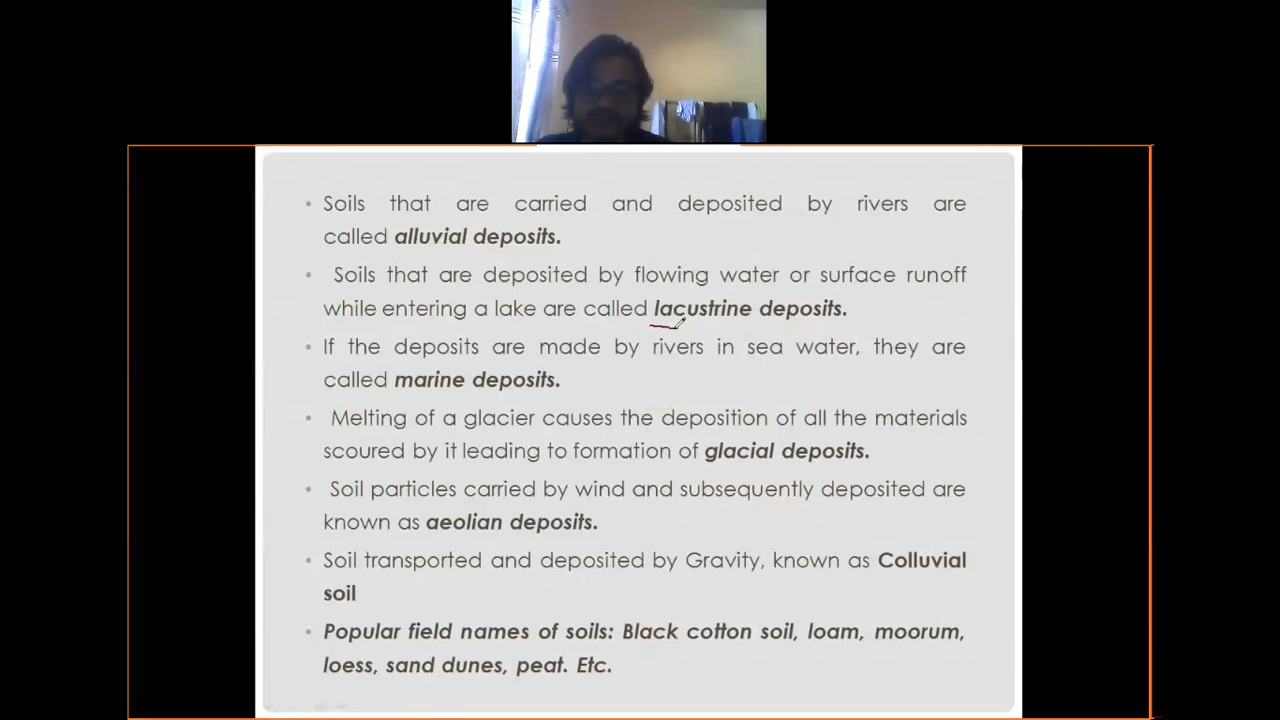 Soils that are carried and deposited by rivers are
called alluvial deposits.
Soils that are deposited by flowing water or surface runoff
while entering a lake are called lacustrine deposits.
If the deposits are made by rivers in sea water, they are
called marine deposits.
Melting of a glacier causes the deposition of all the materials
scoured by it leading to formation of glacial deposits.
Soil particles carried by wind and subsequently deposited are
known as aeolian deposits.
Soil transported and deposited by Gravity, known as Colluvial
soil
Popular field names of soils: Black cotton soil, loam, moorum,
loess, sand dunes, peat. Etc.